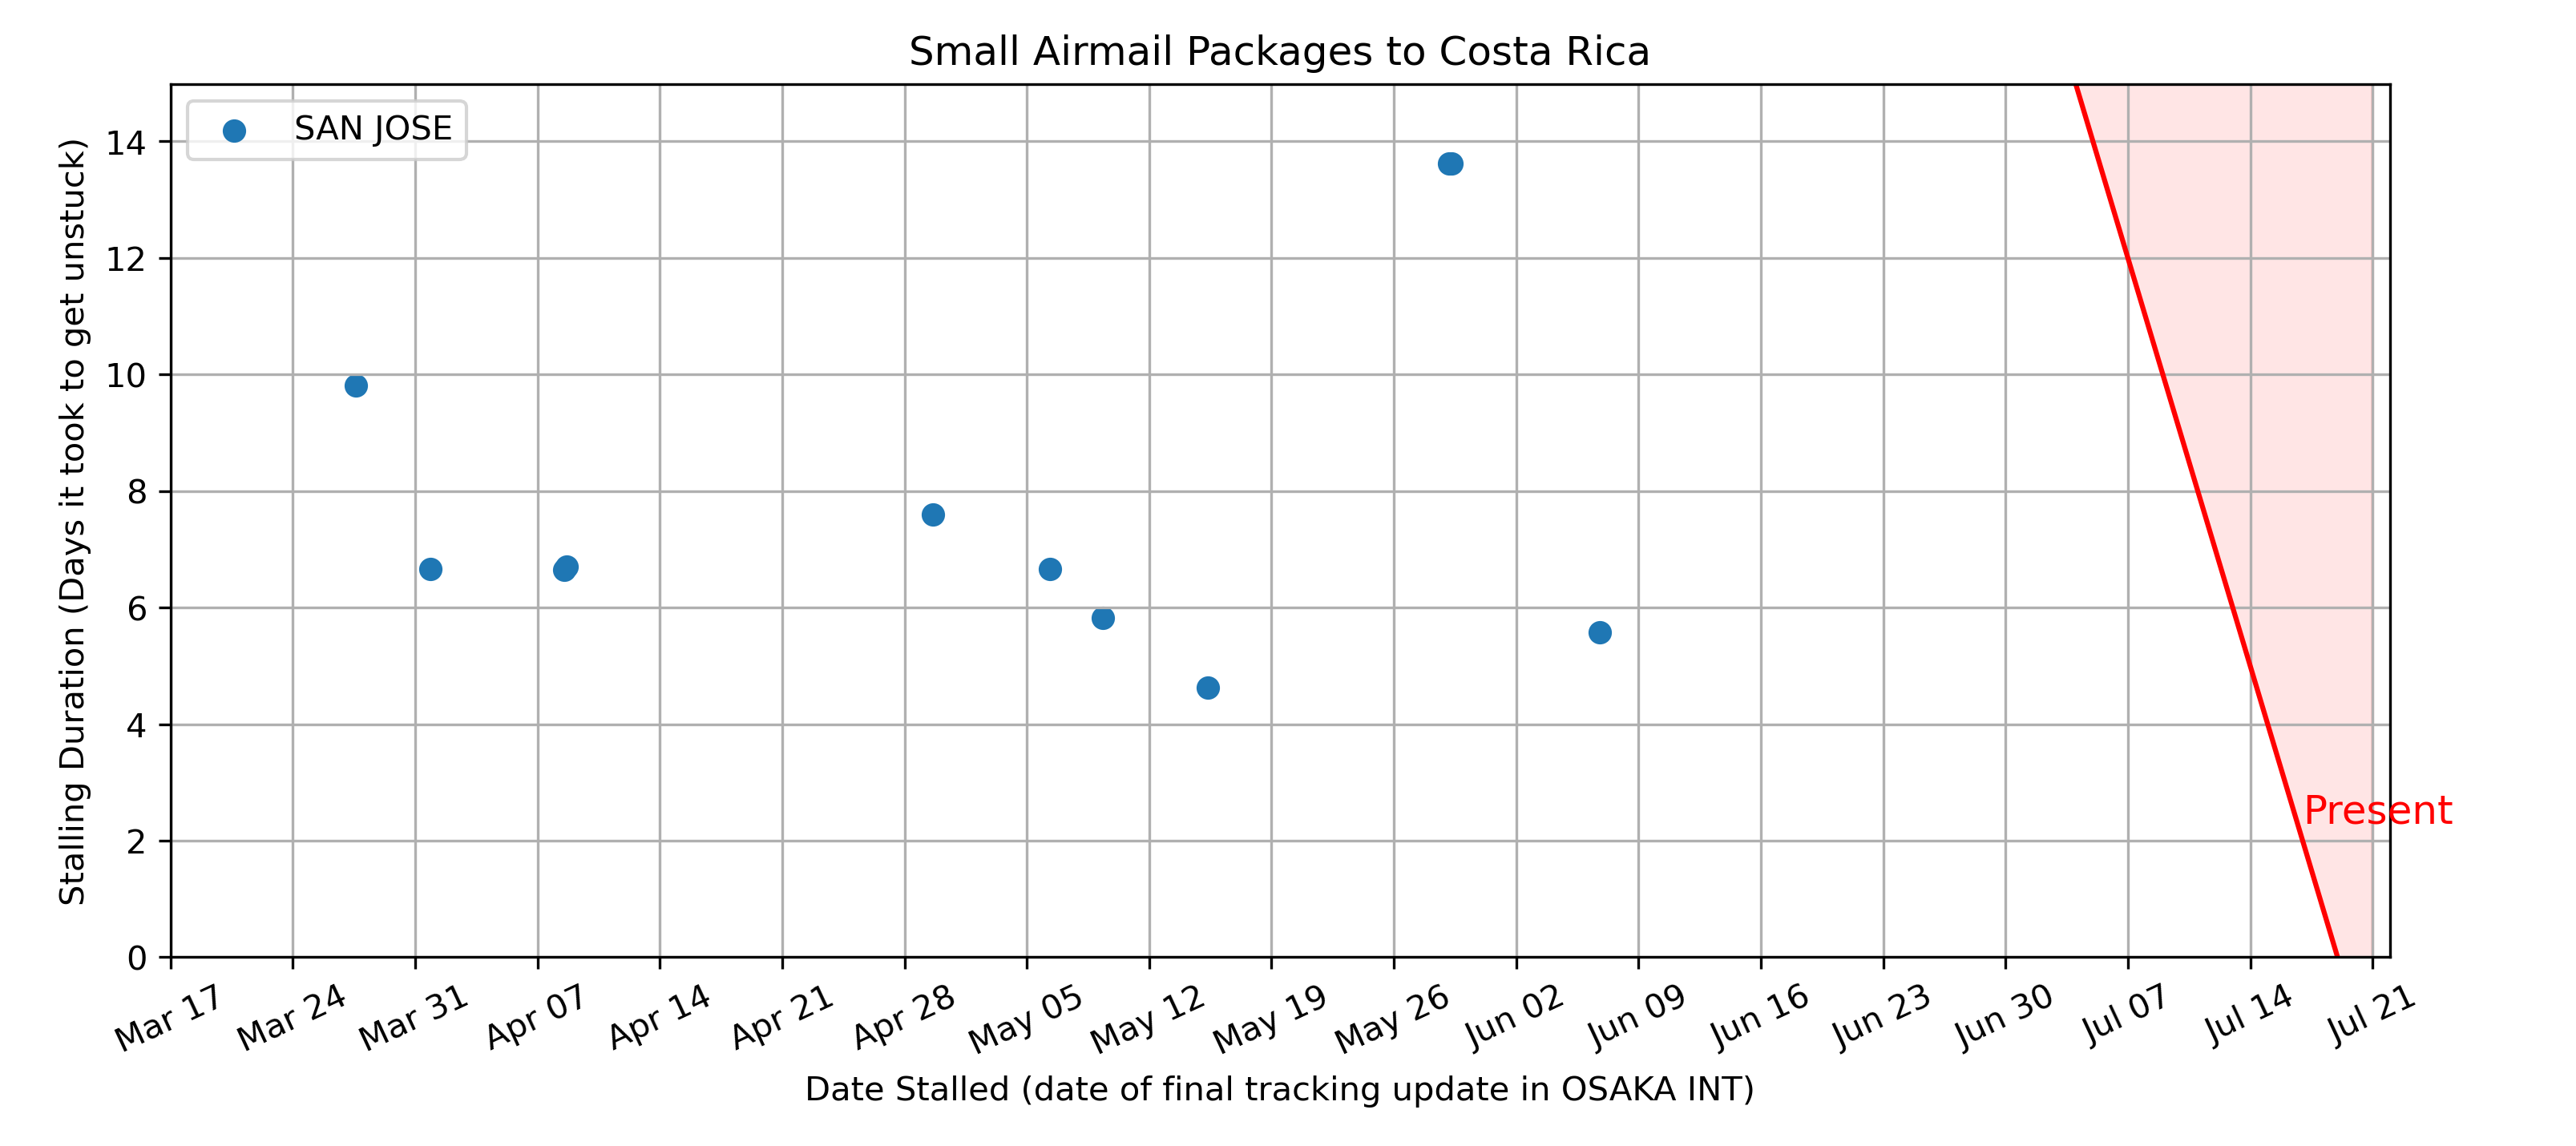 Small Airmail Packages to Costa Rica
SAN JOSE
Stalling Duration (Days it took to get unstuck)
14
12
10
8
6
4
2
0
Present
Mar 17
Mar 24
Mar 31
Apr 07
Apr 14
Apr 21
Apr 28
May 05
May 12
May 19
May 26
Jun 02
Jun 09
Jun 16
Jun 23
Jun 30
Jul 07
Jul 14
Jul 21
Date Stalled (date of final tracking update in OSAKA INT)